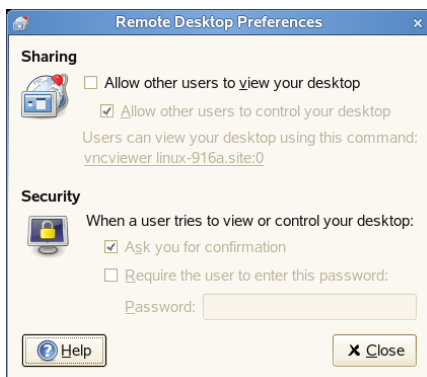 Remote Desktop Preferences
Sharing
Allow other users to view your desktop
Allow other users to control your desktop
Users can view your desktop using this command:
vncviewer linux-916a.site:0
Security
When a user tries to view or control your desktop:
Ask you for confirmation
Require the user to enter this password:
Password:
Help
Close